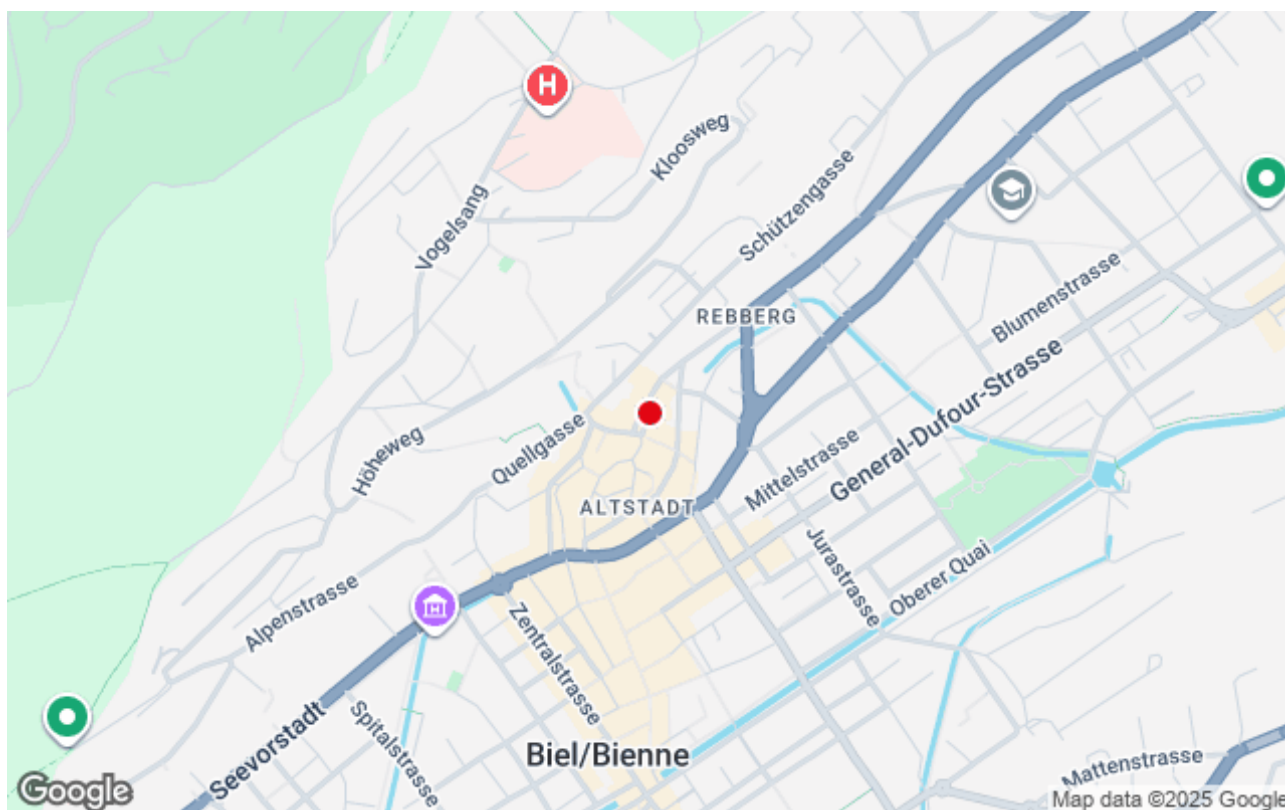 H
Kloosweg
Vogelsang
Schützengasse
REBBERG
Blumenstrasse
General-Dufour-Strasse
Höheweg
Quellgasse
Mittelstrasse
ALTSTADT
Jurastrasse
Oberer Quai
Alpenstrasse
Zentralstrasse
Seevorstadt
Spitalstrasse
Biel/Bienne
Mattenstrasse
Google
Map data ©2025 Google